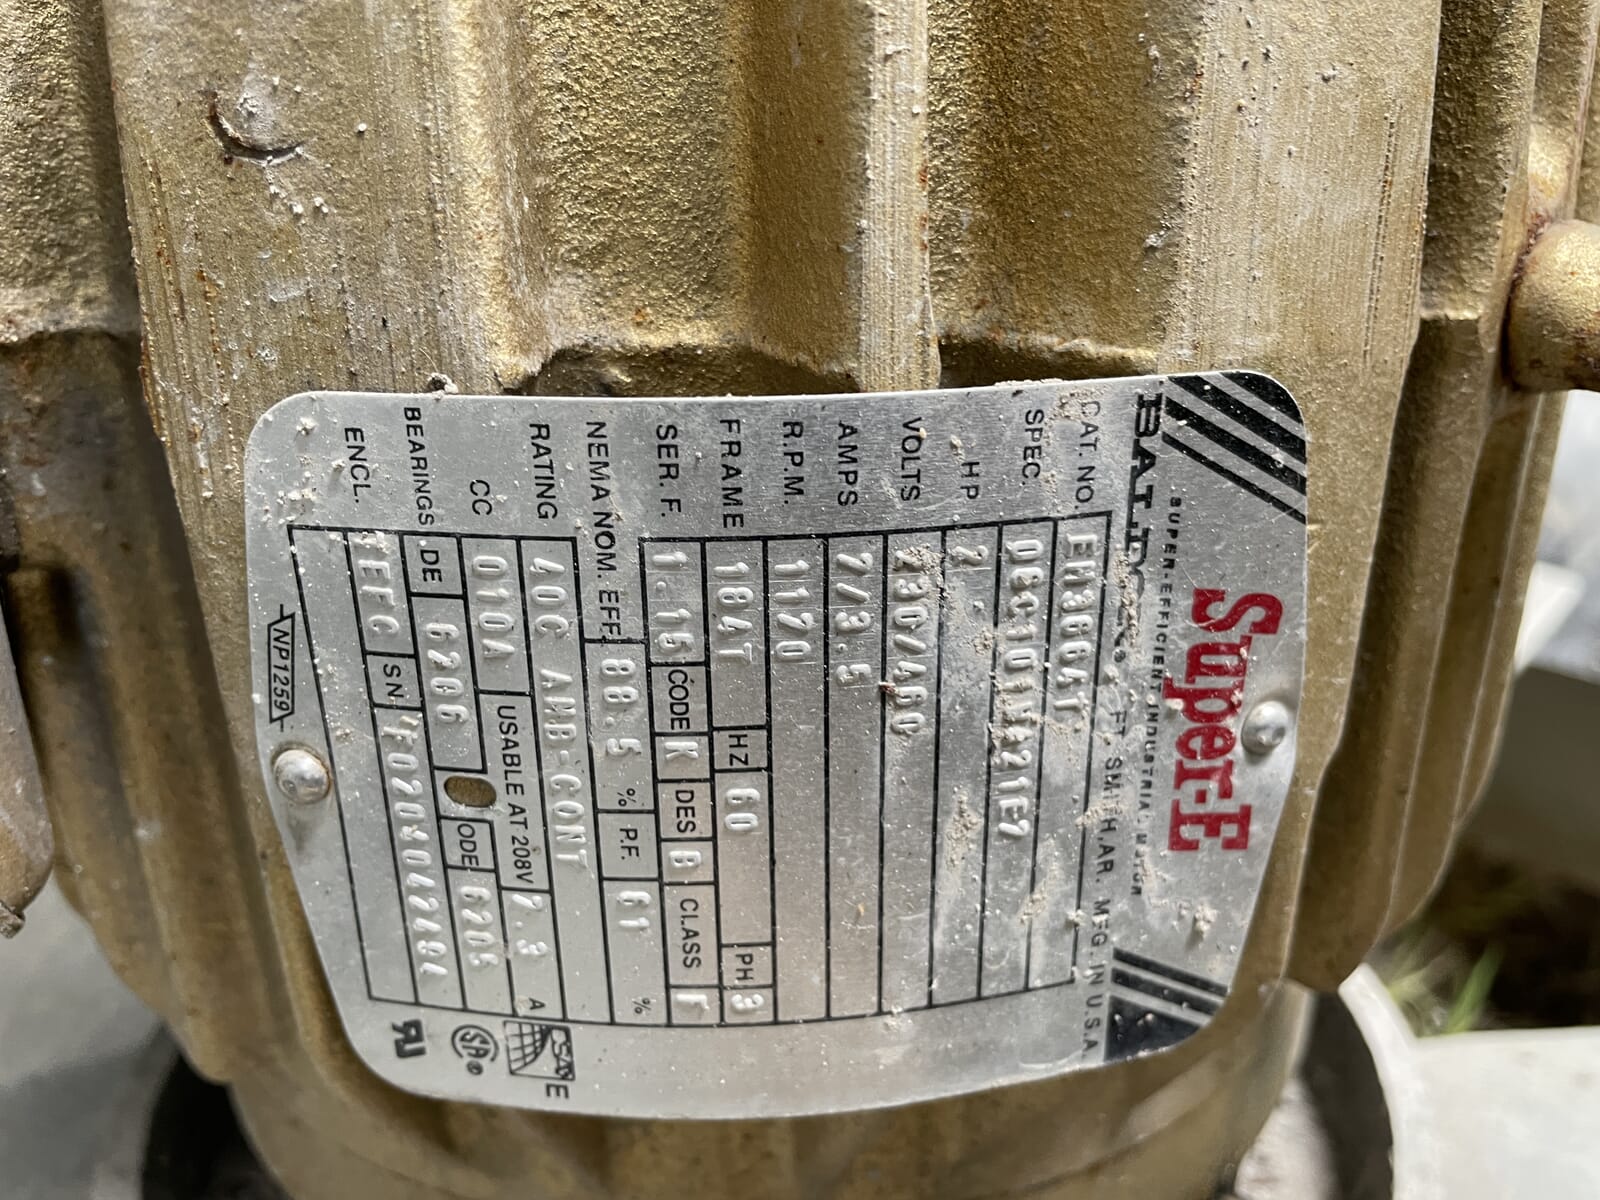 SuperE
SUPER-EFFICIENT INDUSTRIAL MOTOR
FT. SMITH, AR. MFG. IN U.S.A.
CAT. NO. EM3664T
SPEC.
HP 2
VOLTS 230/460
AMPS 7/3.5
R.P.M. 1170
FRAME 184T HZ 60 PH 3
SER. F. 1.15 CODE K DES B CLASS F
NEMA NOM. EFF. 88.5 % P.F. 61 %
RATING 40C AMB-CONT
CC 010A USABLE AT 208V 7.3 A
BEARINGS DE 6206 ODE 6205
ENCL. TEFC SN
NP1259
E